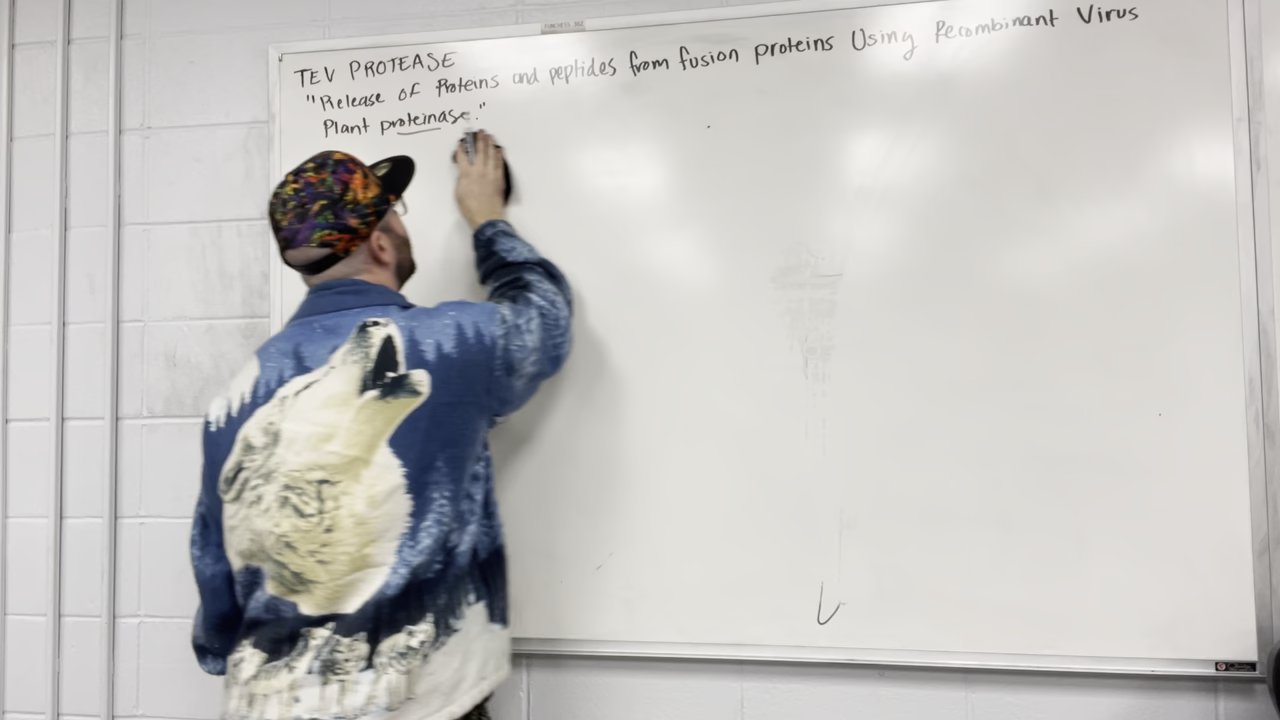 TEV PROTEASE
"Release of Proteins and peptides from fusion proteins Using Recombinant Virus
Plant proteinase."